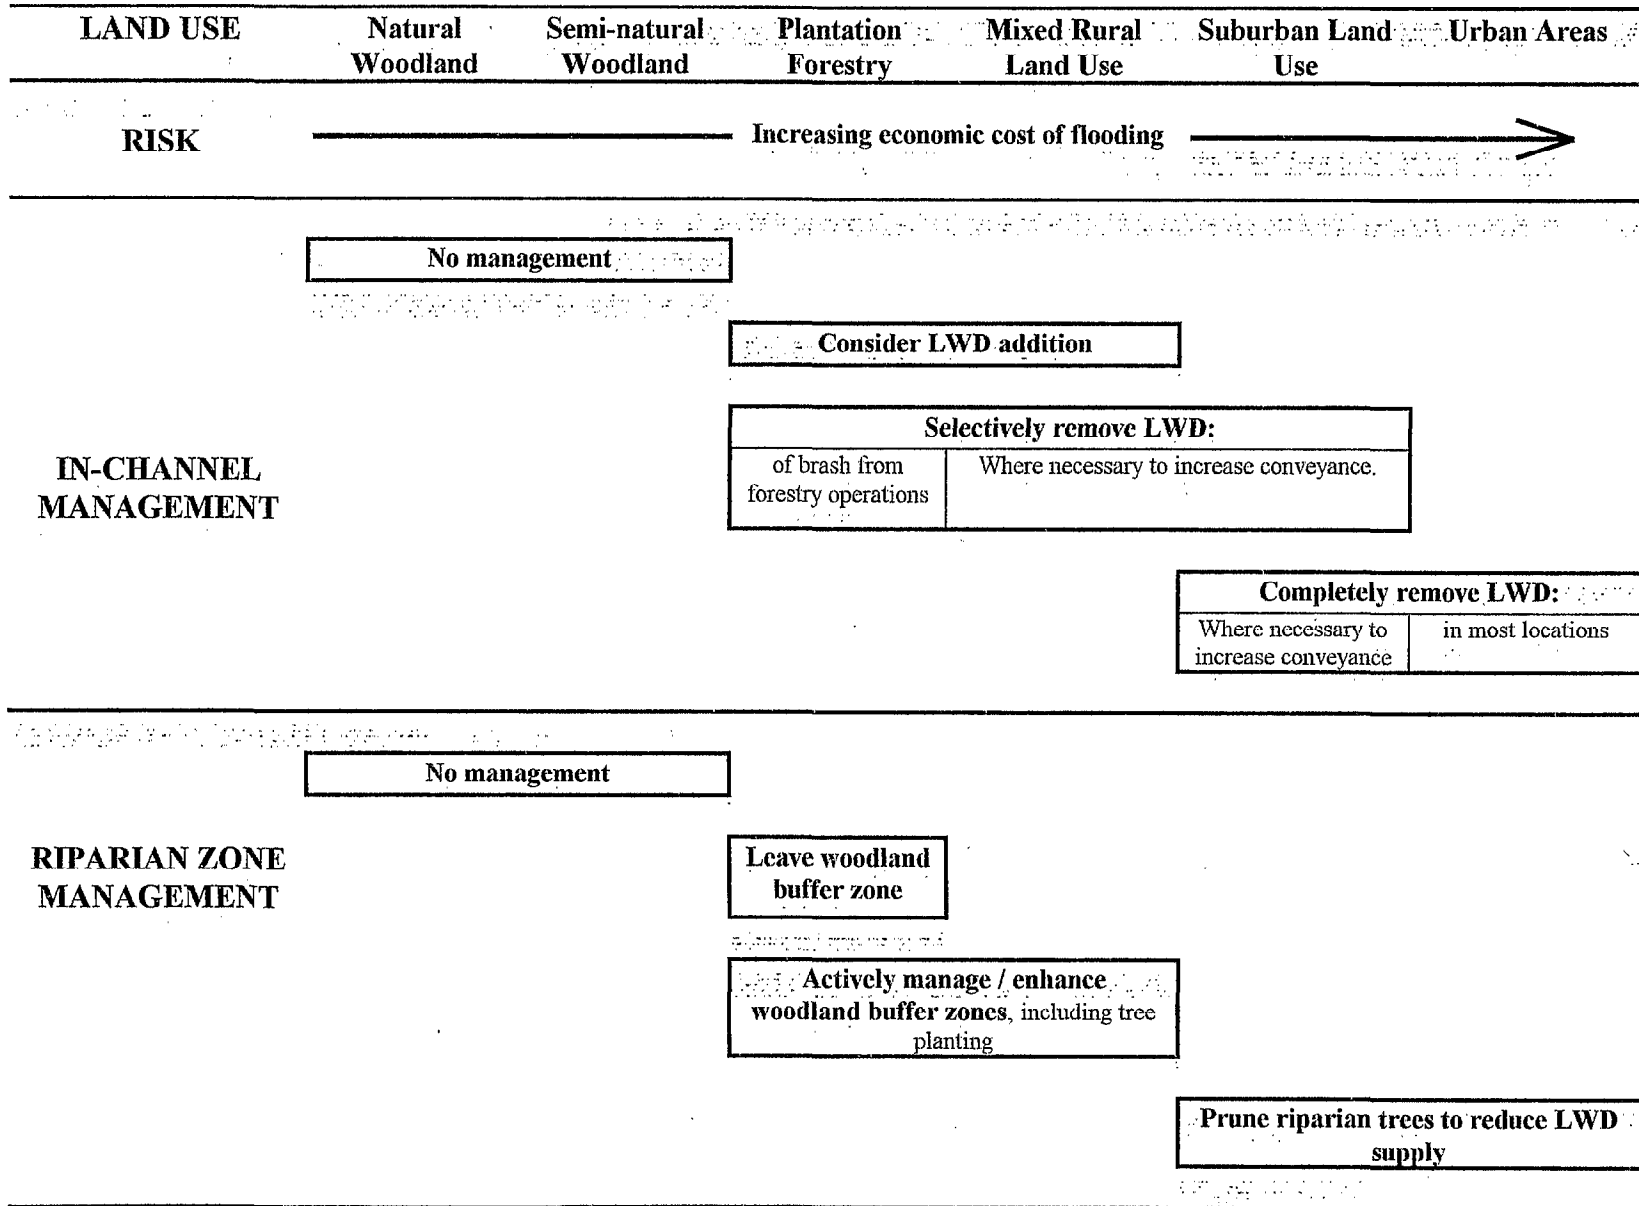 LAND USE
Natural
Woodland
Semi-natural
Woodland
Plantation
Forestry
Mixed Rural
Land Use
Suburban Land
Use
Urban Areas
RISK
Increasing economic cost of flooding
IN-CHANNEL
MANAGEMENT
No management
Consider LWD addition
Selectively remove LWD:
of brash from
forestry operations
Where necessary to increase conveyance.
Completely remove LWD:
Where necessary to
increase conveyance
in most locations
RIPARIAN ZONE
MANAGEMENT
No management
Leave woodland
buffer zone
Actively manage / enhance
woodland buffer zones, including tree
planting
Prune riparian trees to reduce LWD
supply